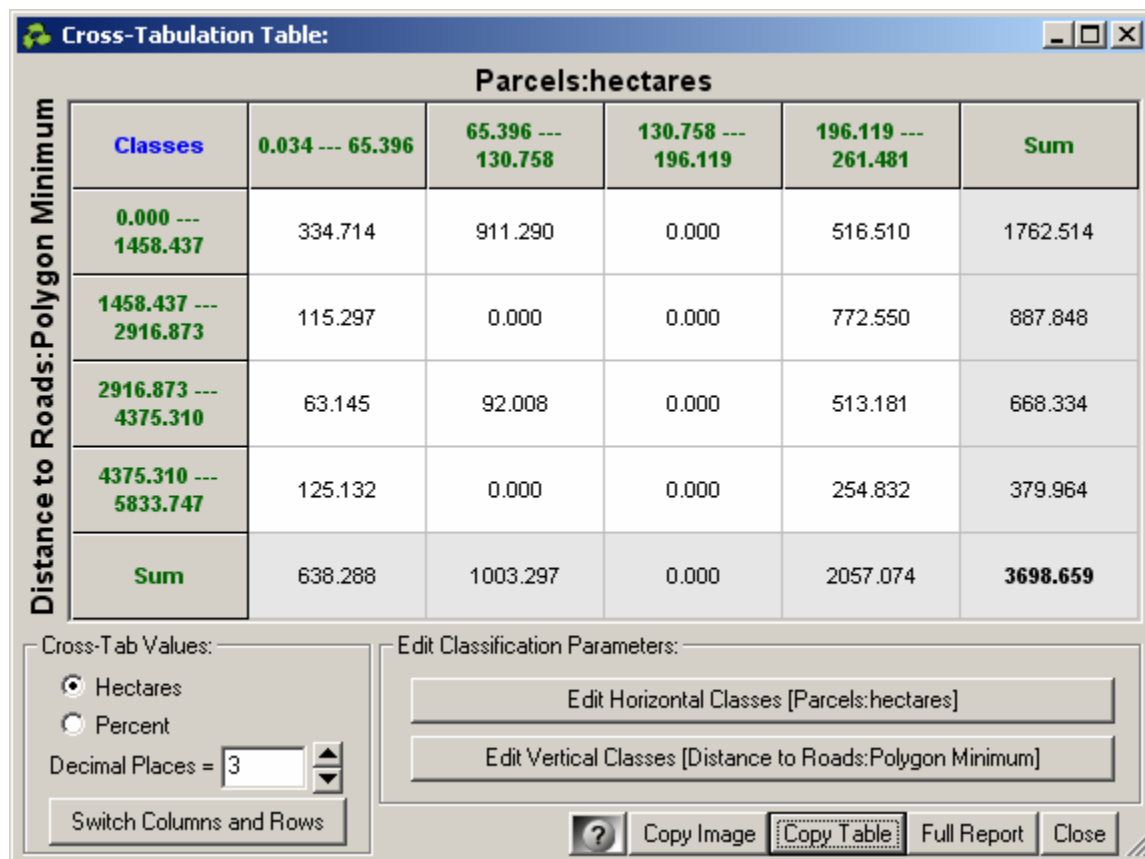 Cross-Tabulation Table:
Parcels:hectares
Distance to Roads:Polygon Minimum
Classes 0.034 --- 65.396 65.396 --- 130.758 130.758 --- 196.119 196.119 --- 261.481 Sum
0.000 --- 1458.437 334.714 911.290 0.000 516.510 1762.514
1458.437 --- 2916.873 115.297 0.000 0.000 772.550 887.848
2916.873 --- 4375.310 63.145 92.008 0.000 513.181 668.334
4375.310 --- 5833.747 125.132 0.000 0.000 254.832 379.964
Sum 638.288 1003.297 0.000 2057.074 3698.659
Cross-Tab Values:
Hectares
Percent
Decimal Places = 3
Switch Columns and Rows
Edit Classification Parameters:
Edit Horizontal Classes [Parcels:hectares]
Edit Vertical Classes [Distance to Roads:Polygon Minimum]
? Copy Image Copy Table Full Report Close